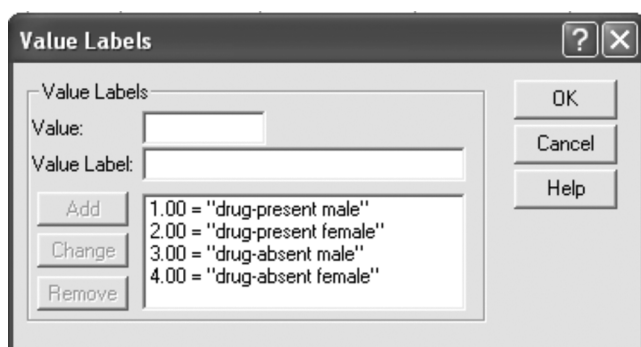 Value Labels
?
Value Labels
OK
Value:
Cancel
Value Label:
Help
Add
1.00 = "drug-present male"
2.00 = "drug-present female"
Change
3.00 = "drug-absent male"
4.00 = "drug-absent female"
Remove